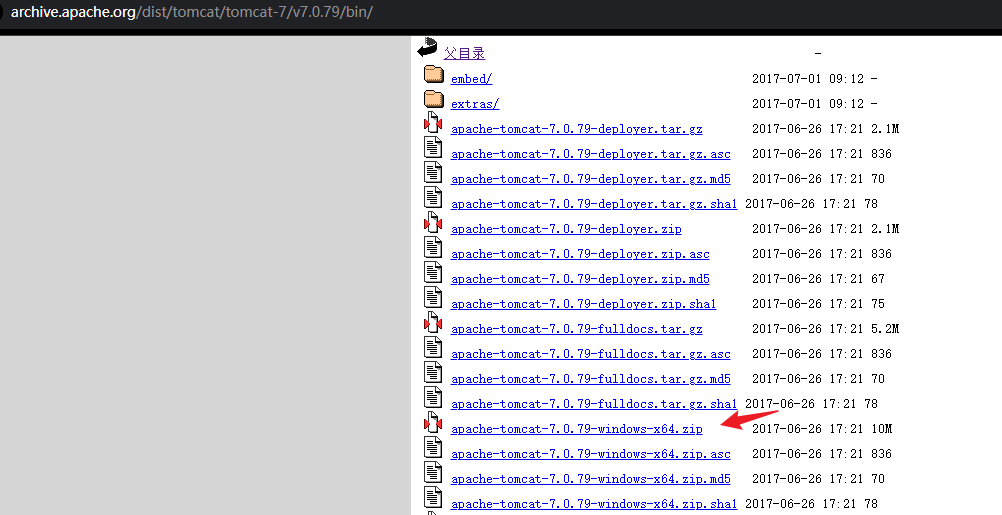 archive.apache.org/dist/tomcat/tomcat-7/v7.0.79/bin/
父目录 -
embed/ 2017-07-01 09:12 -
extras/ 2017-07-01 09:12 -
apache-tomcat-7.0.79-deployer.tar.gz 2017-06-26 17:21 2.1M
apache-tomcat-7.0.79-deployer.tar.gz.asc 2017-06-26 17:21 836
apache-tomcat-7.0.79-deployer.tar.gz.md5 2017-06-26 17:21 70
apache-tomcat-7.0.79-deployer.tar.gz.sha1 2017-06-26 17:21 78
apache-tomcat-7.0.79-deployer.zip 2017-06-26 17:21 2.1M
apache-tomcat-7.0.79-deployer.zip.asc 2017-06-26 17:21 836
apache-tomcat-7.0.79-deployer.zip.md5 2017-06-26 17:21 67
apache-tomcat-7.0.79-deployer.zip.sha1 2017-06-26 17:21 75
apache-tomcat-7.0.79-fulldocs.tar.gz 2017-06-26 17:21 5.2M
apache-tomcat-7.0.79-fulldocs.tar.gz.asc 2017-06-26 17:21 836
apache-tomcat-7.0.79-fulldocs.tar.gz.md5 2017-06-26 17:21 70
apache-tomcat-7.0.79-fulldocs.tar.gz.sha1 2017-06-26 17:21 78
apache-tomcat-7.0.79-windows-x64.zip 2017-06-26 17:21 10M
apache-tomcat-7.0.79-windows-x64.zip.asc 2017-06-26 17:21 836
apache-tomcat-7.0.79-windows-x64.zip.md5 2017-06-26 17:21 70
apache-tomcat-7.0.79-windows-x64.zip.sha1 2017-06-26 17:21 78